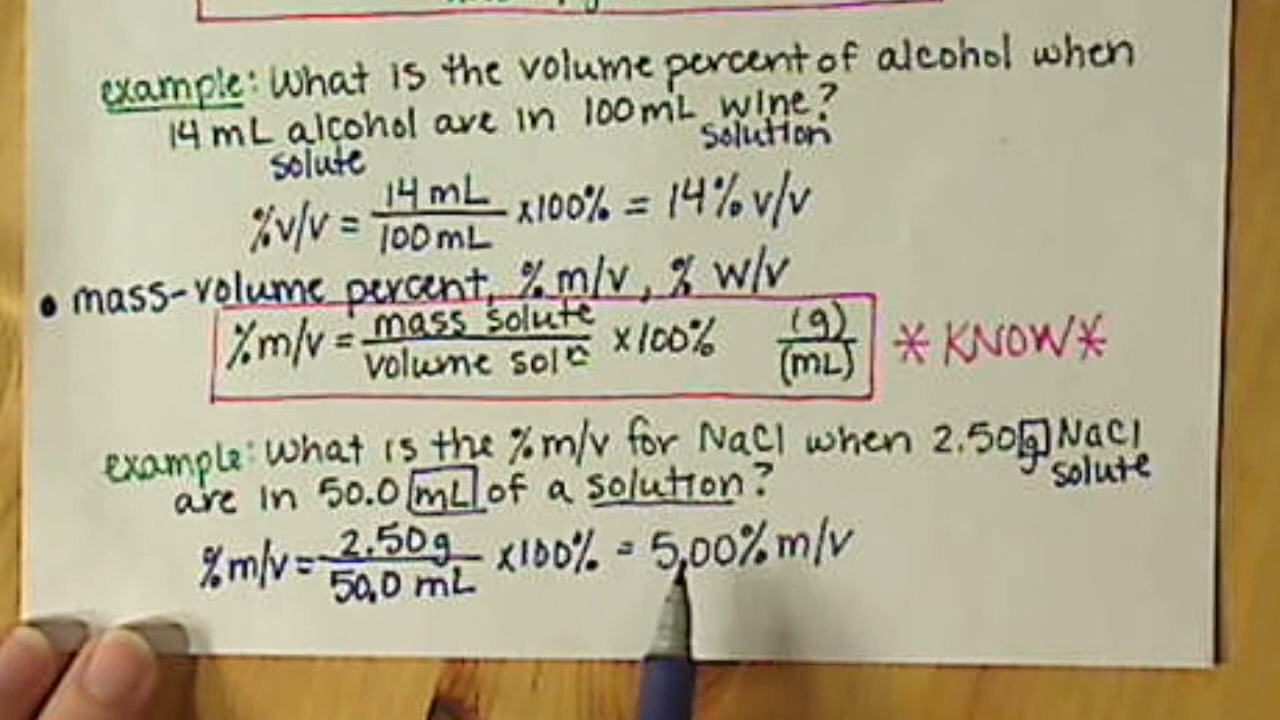 example: What is the volume percent of alcohol when
14 mL alcohol are in 100 mL wine?
solute solution
%v/v = 14 mL / 100 mL x100% = 14% v/v
• mass-volume percent, % m/v, % w/v
%m/v = mass solute / volume solⁿ x100% (g) / (mL) * KNOW *
example: What is the %m/v for NaCl when 2.50 g NaCl
solute
are in 50.0 mL of a solution?
%m/v = 2.50 g / 50.0 mL x100% = 5.00% m/v